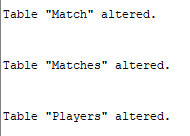 Table "Match" altered.
Table "Matches" altered.
Table "Players" altered.